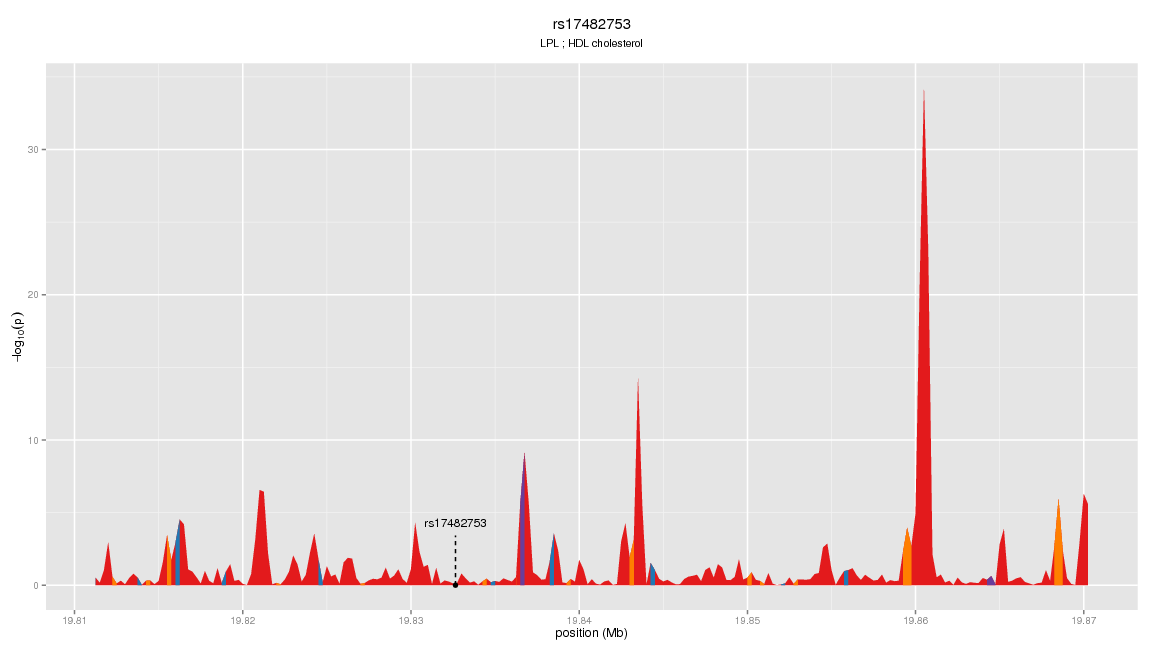 rs17482753
LPL ; HDL cholesterol
30
20
10
0
−log10(p)
rs17482753
19.81 19.82 19.83 19.84 19.85 19.86 19.87
position (Mb)